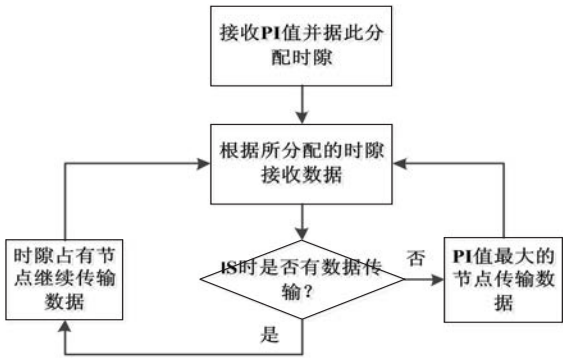 接收PI值并据此分
配时隙
根据所分配的时隙
接收数据
时隙占有节
点继续传输
数据
IS时是否有数据传
输？
否
PI值最大的
节点传输数
据
是